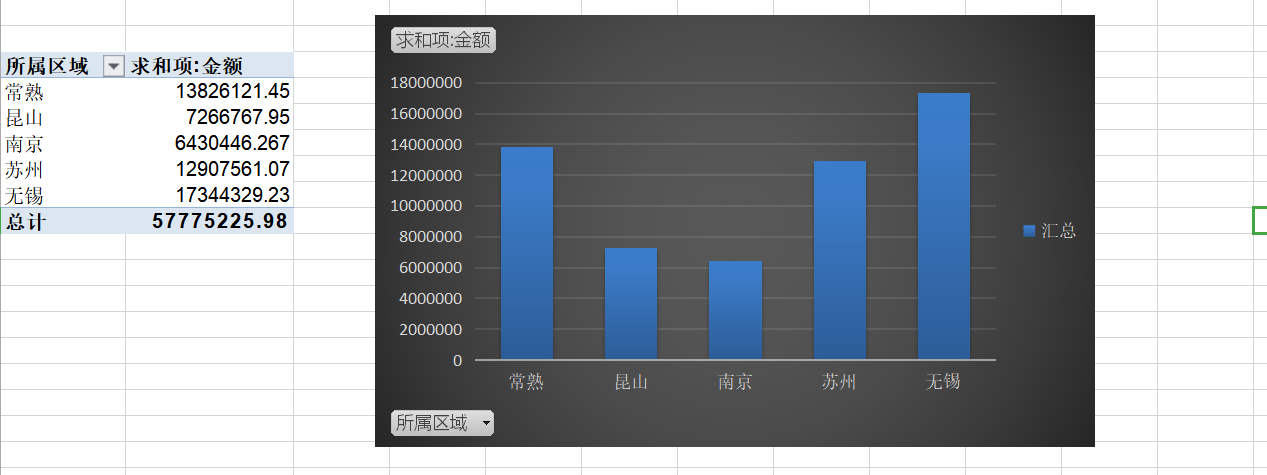 所属区域 求和项:金额
常熟 13826121.45
昆山 7266767.95
南京 6430446.267
苏州 12907561.07
无锡 17344329.23
总计 57775225.98
求和项:金额
18000000
16000000
14000000
12000000
10000000
8000000
6000000
4000000
2000000
0
常熟 昆山 南京 苏州 无锡
汇总
所属区域